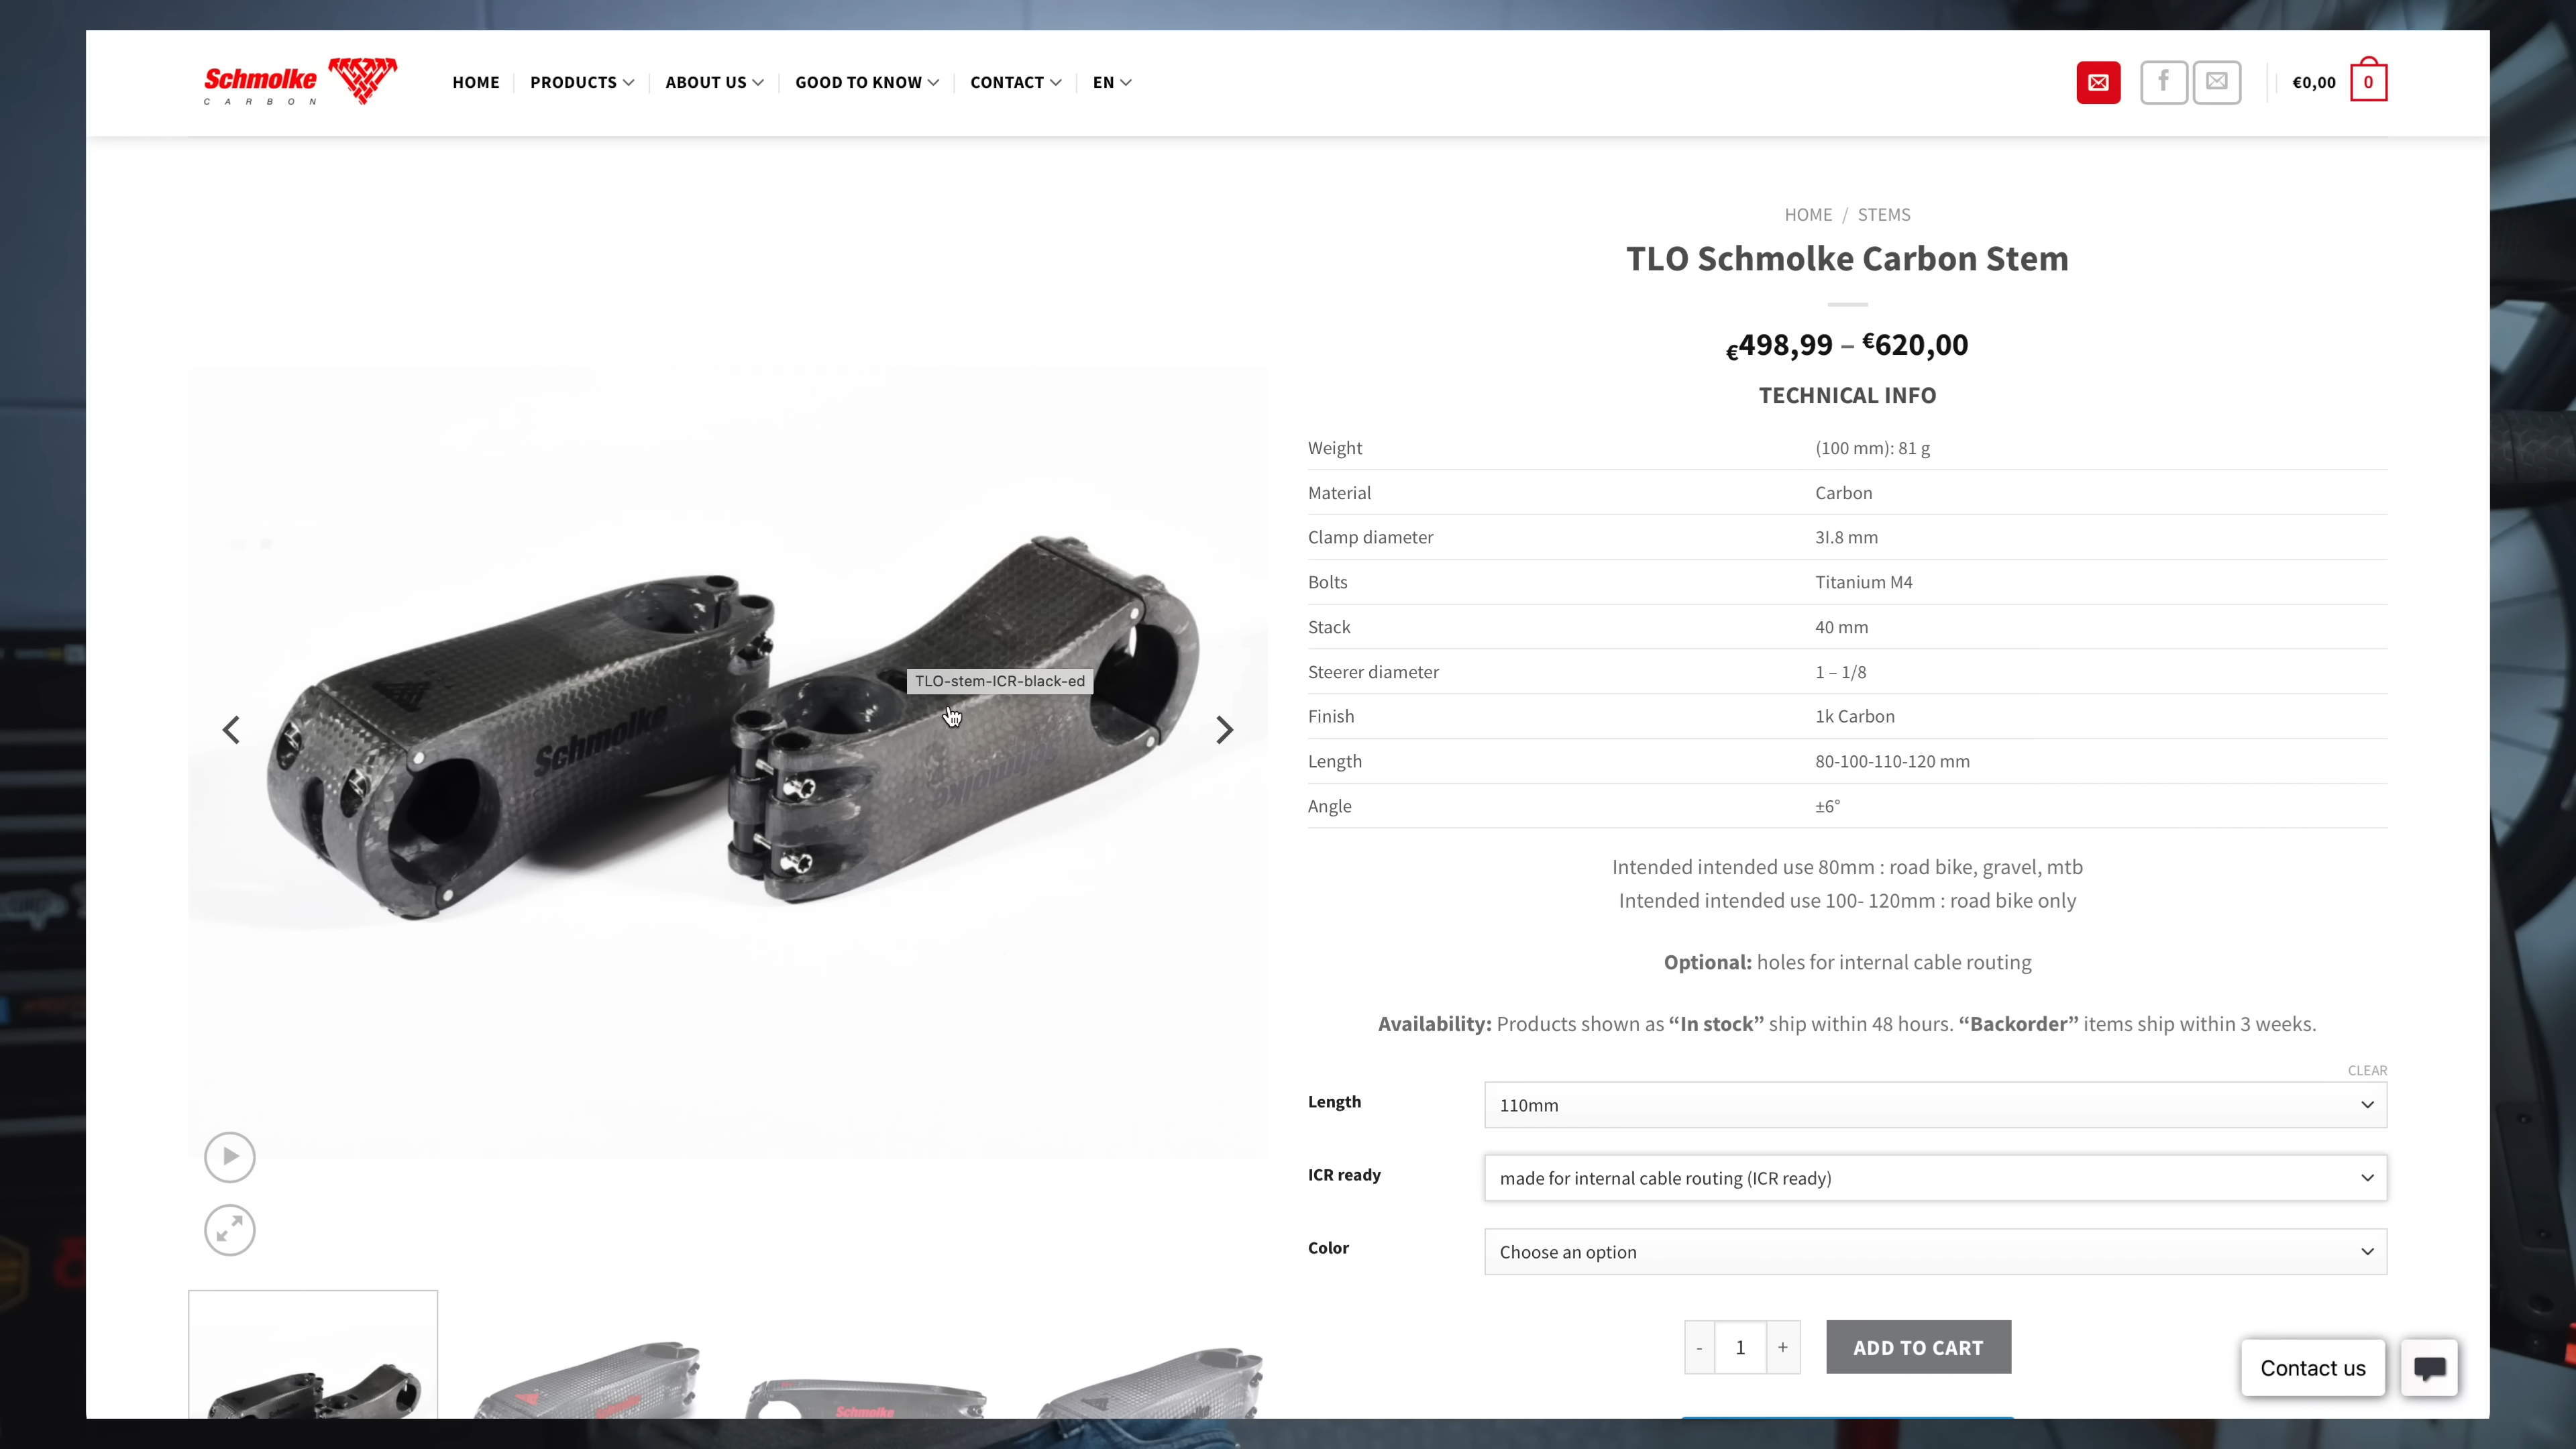 Schmolke
CARBON
HOME
PRODUCTS
ABOUT US
GOOD TO KNOW
CONTACT
EN
€0,00
0
HOME / STEMS
TLO Schmolke Carbon Stem
€498,99 – €620,00
TECHNICAL INFO
Weight (100 mm): 81 g
Material Carbon
Clamp diameter 3I.8 mm
Bolts Titanium M4
Stack 40 mm
Steerer diameter 1 – 1/8
Finish 1k Carbon
Length 80-100-110-120 mm
Angle ±6°
Intended intended use 80mm : road bike, gravel, mtb
Intended intended use 100- 120mm : road bike only
Optional: holes for internal cable routing
Availability: Products shown as “In stock” ship within 48 hours. “Backorder” items ship within 3 weeks.
CLEAR
Length 110mm
ICR ready made for internal cable routing (ICR ready)
Color Choose an option
- 1 + ADD TO CART
Contact us
TLO-stem-ICR-black-ed
Schmolke
Schmolke
Schmolke